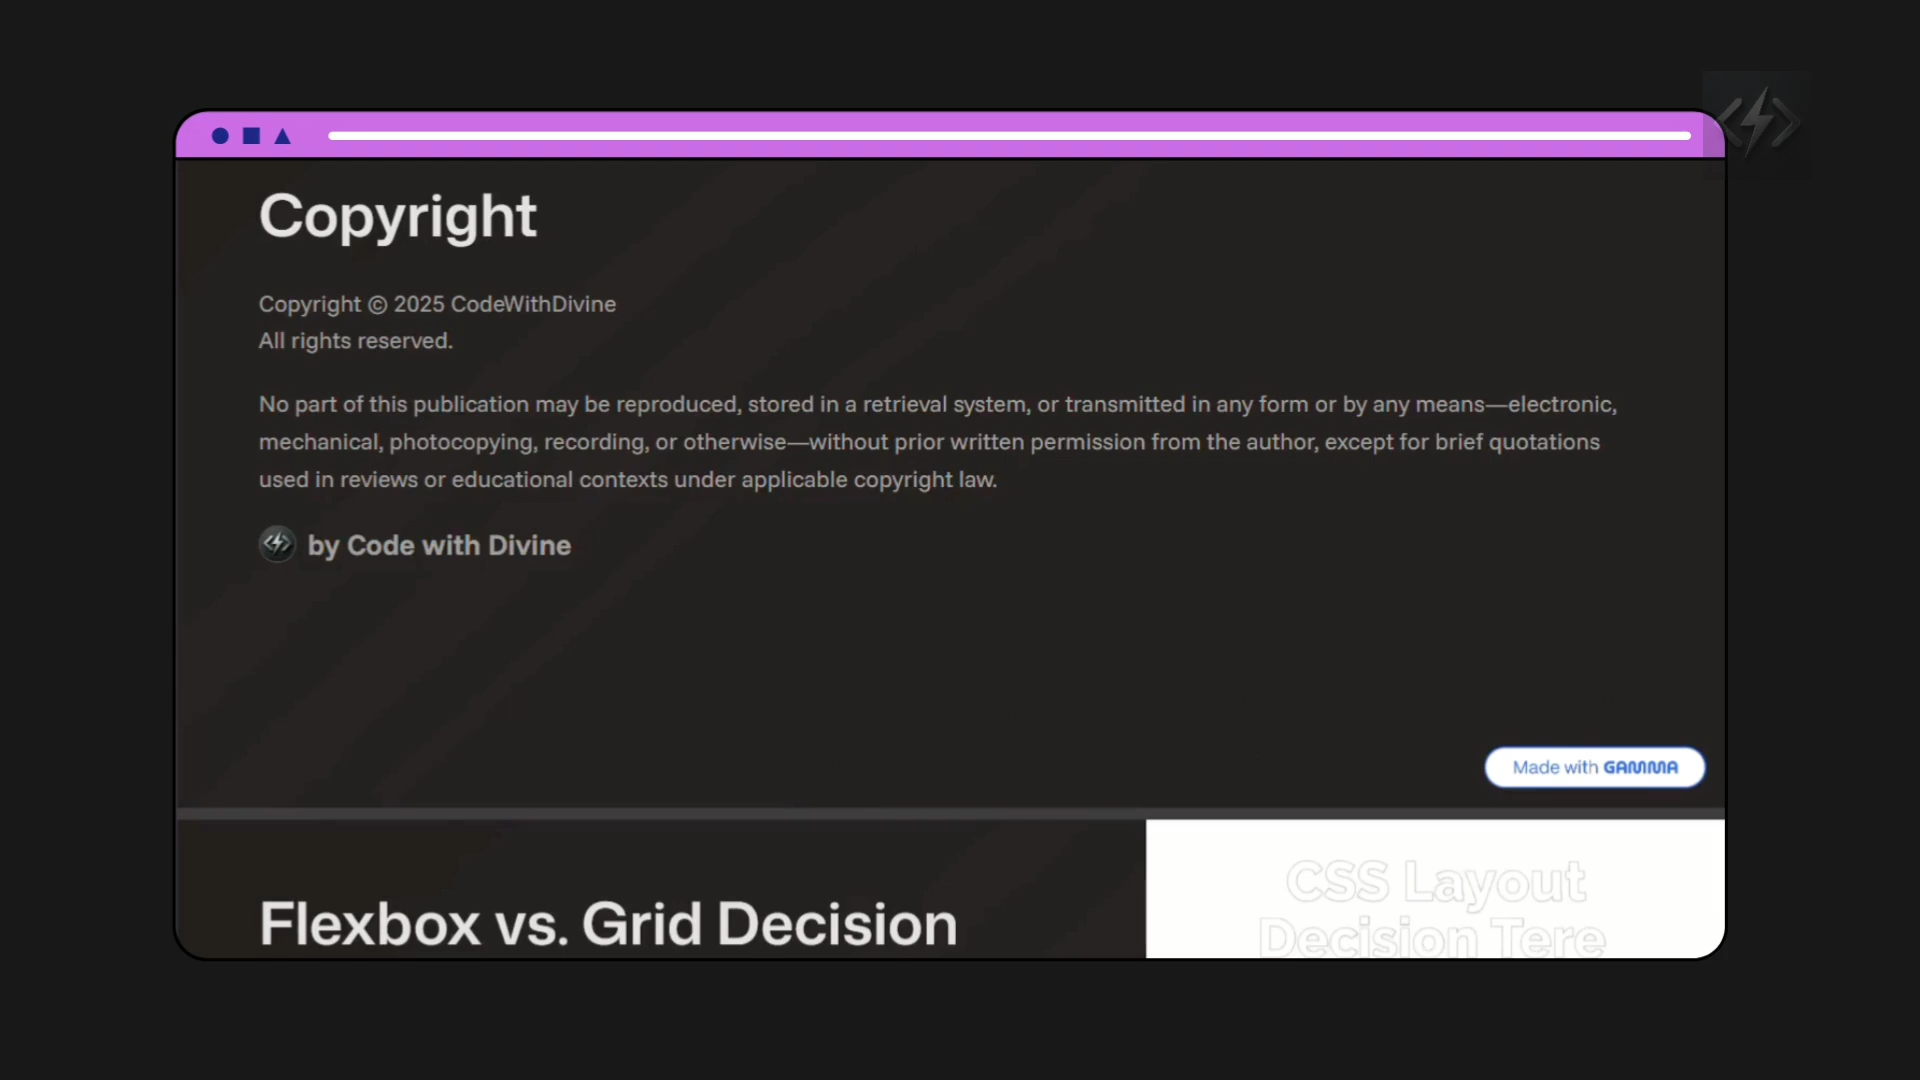 Copyright
Copyright © 2025 CodeWithDivine
All rights reserved.
No part of this publication may be reproduced, stored in a retrieval system, or transmitted in any form or by any means—electronic,
mechanical, photocopying, recording, or otherwise—without prior written permission from the author, except for brief quotations
used in reviews or educational contexts under applicable copyright law.
by Code with Divine
Made with GAMMA
Flexbox vs. Grid Decision
CSS Layout
Decision Tere